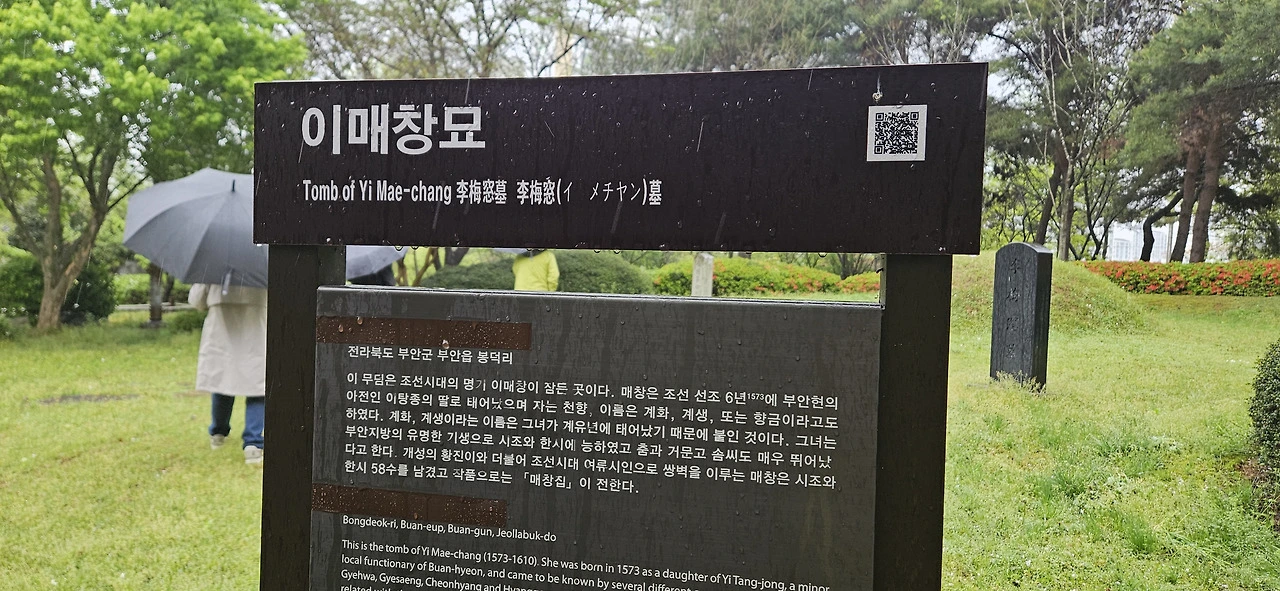 이매창묘
Tomb of Yi Mae-chang 李梅窓墓 李梅窓(イ メチヤン)墓
전라북도 부안군 부안읍 봉덕리
이 무덤은 조선시대의 명기 이매창이 잠든 곳이다. 매창은 조선 선조 6년1573에 부안현의
아전인 이탕종의 딸로 태어났으며 자는 천향, 이름은 계화, 계생, 또는 향금이라고도
하였다. 계화, 계생이라는 이름은 그녀가 계유년에 태어났기 때문에 붙인 것이다. 그녀는
부안지방의 유명한 기생으로 시조와 한시에 능하였고 춤과 거문고 솜씨도 매우 뛰어났
다고 한다. 개성의 황진이와 더불어 조선시대 여류시인으로 쌍벽을 이루는 매창은 시조와
한시 58수를 남겼고 작품으로는 「매창집」이 전한다.
Bongdeok-ri, Buan-eup, Buan-gun, Jeollabuk-do
This is the tomb of Yi Mae-chang (1573-1610). She was born in 1573 as a daughter of Yi Tang-jong, a minor
local functionary of Buan-hyeon, and came to be known by several different
Gyehwa, Gyesaeng, Cheonhyang and